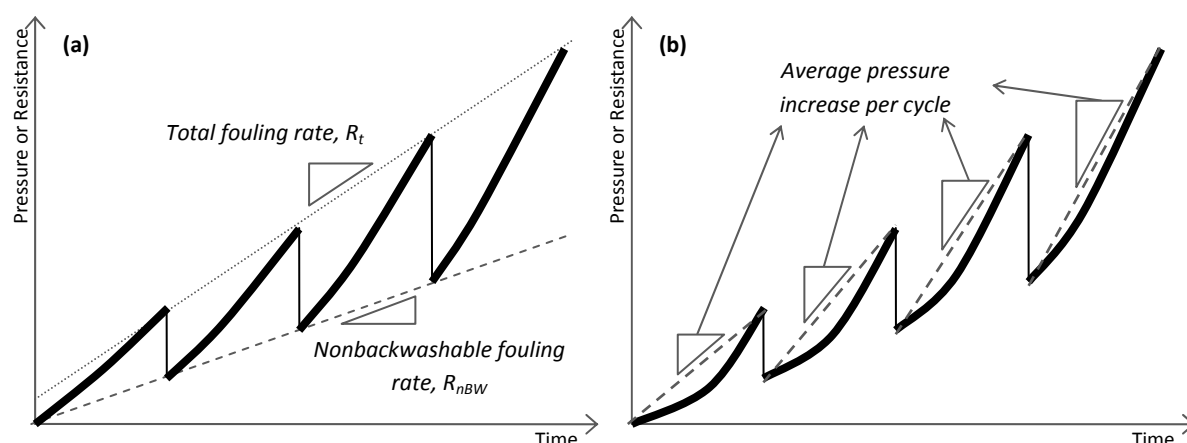 (a)
Pressure or Resistance
Total fouling rate, Rt
Nonbackwashable fouling
rate, RnBW
Time
(b)
Pressure or Resistance
Average pressure
increase per cycle
Time